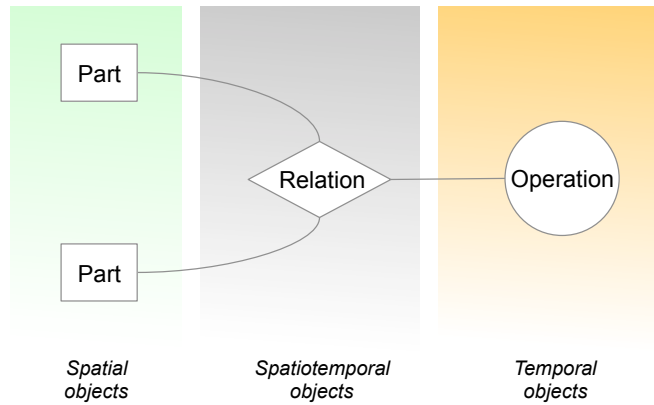 Part
Relation
Operation
Part
Spatial
objects
Spatiotemporal
objects
Temporal
objects